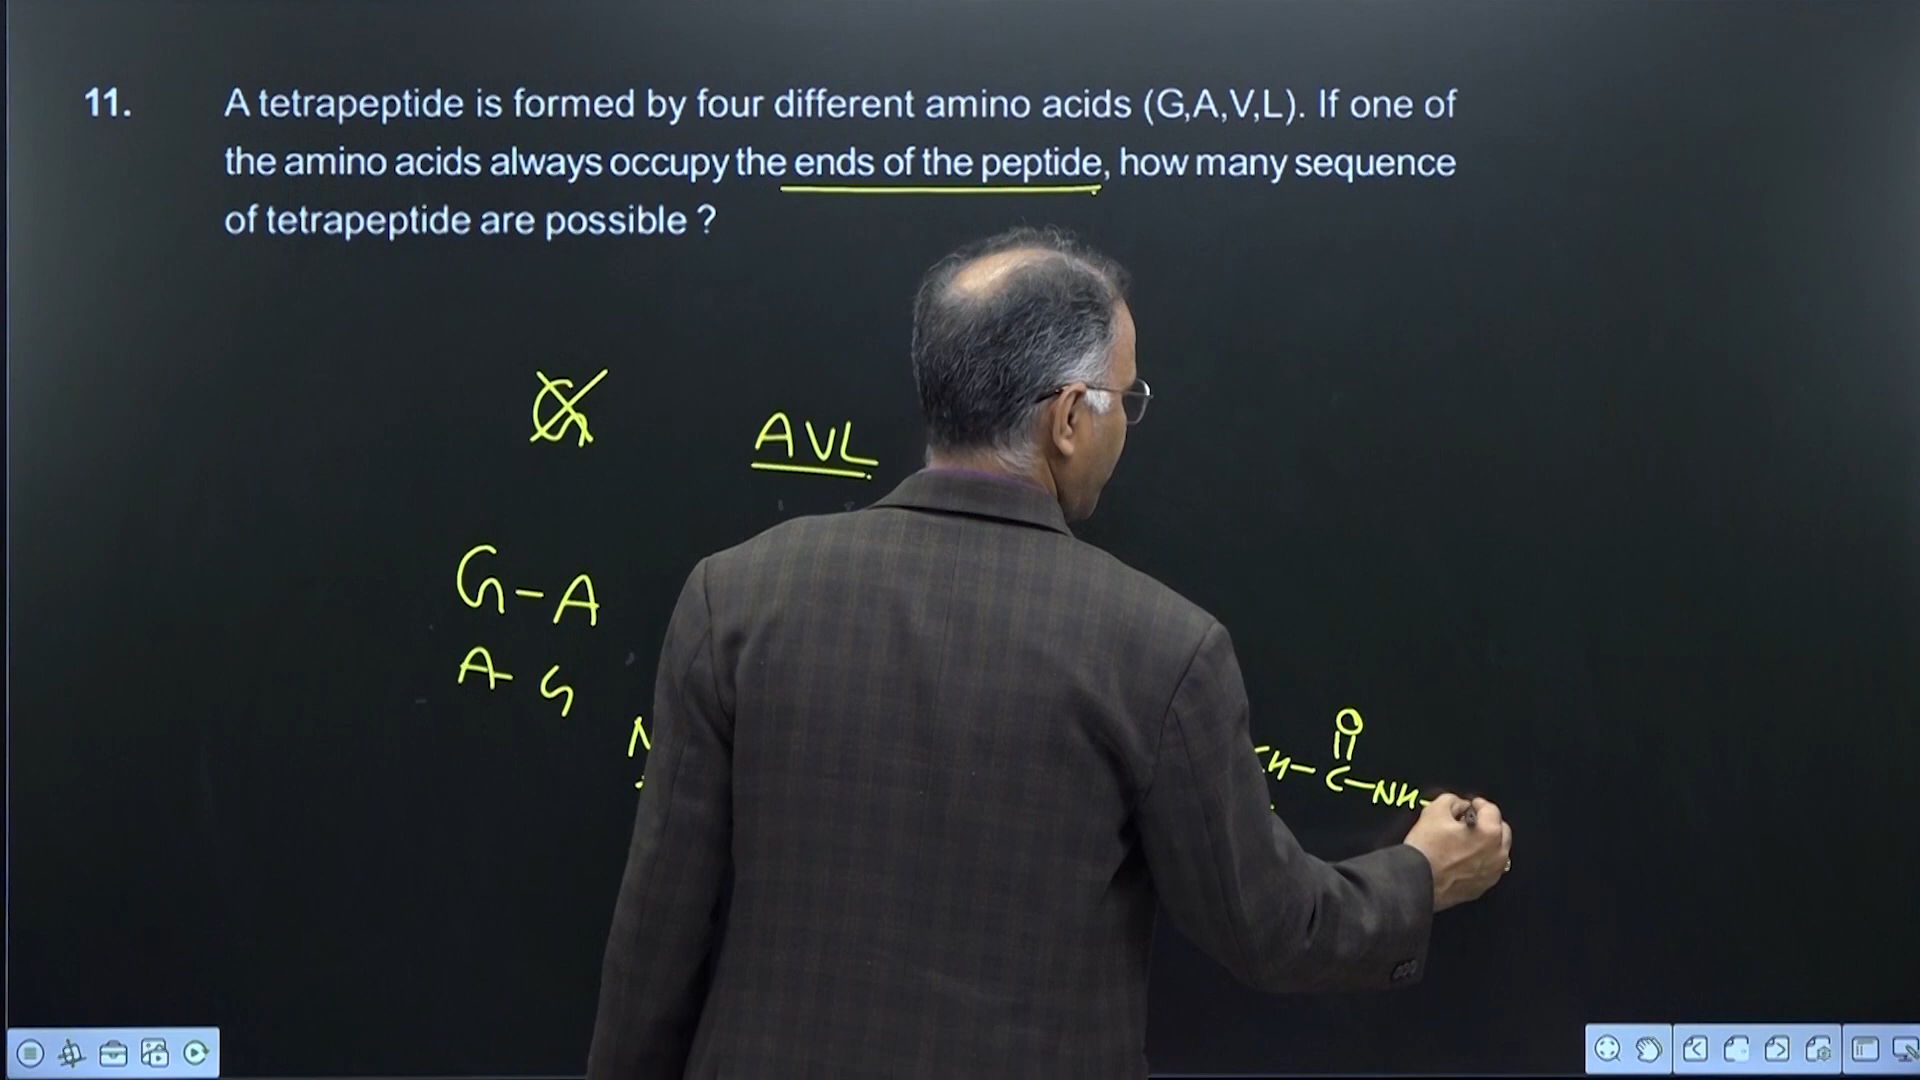 11. A tetrapeptide is formed by four different amino acids (G,A,V,L). If one of
the amino acids always occupy the ends of the peptide, how many sequence
of tetrapeptide are possible ?
G
AVL
G-A
A-G
O
CH-C-NH-